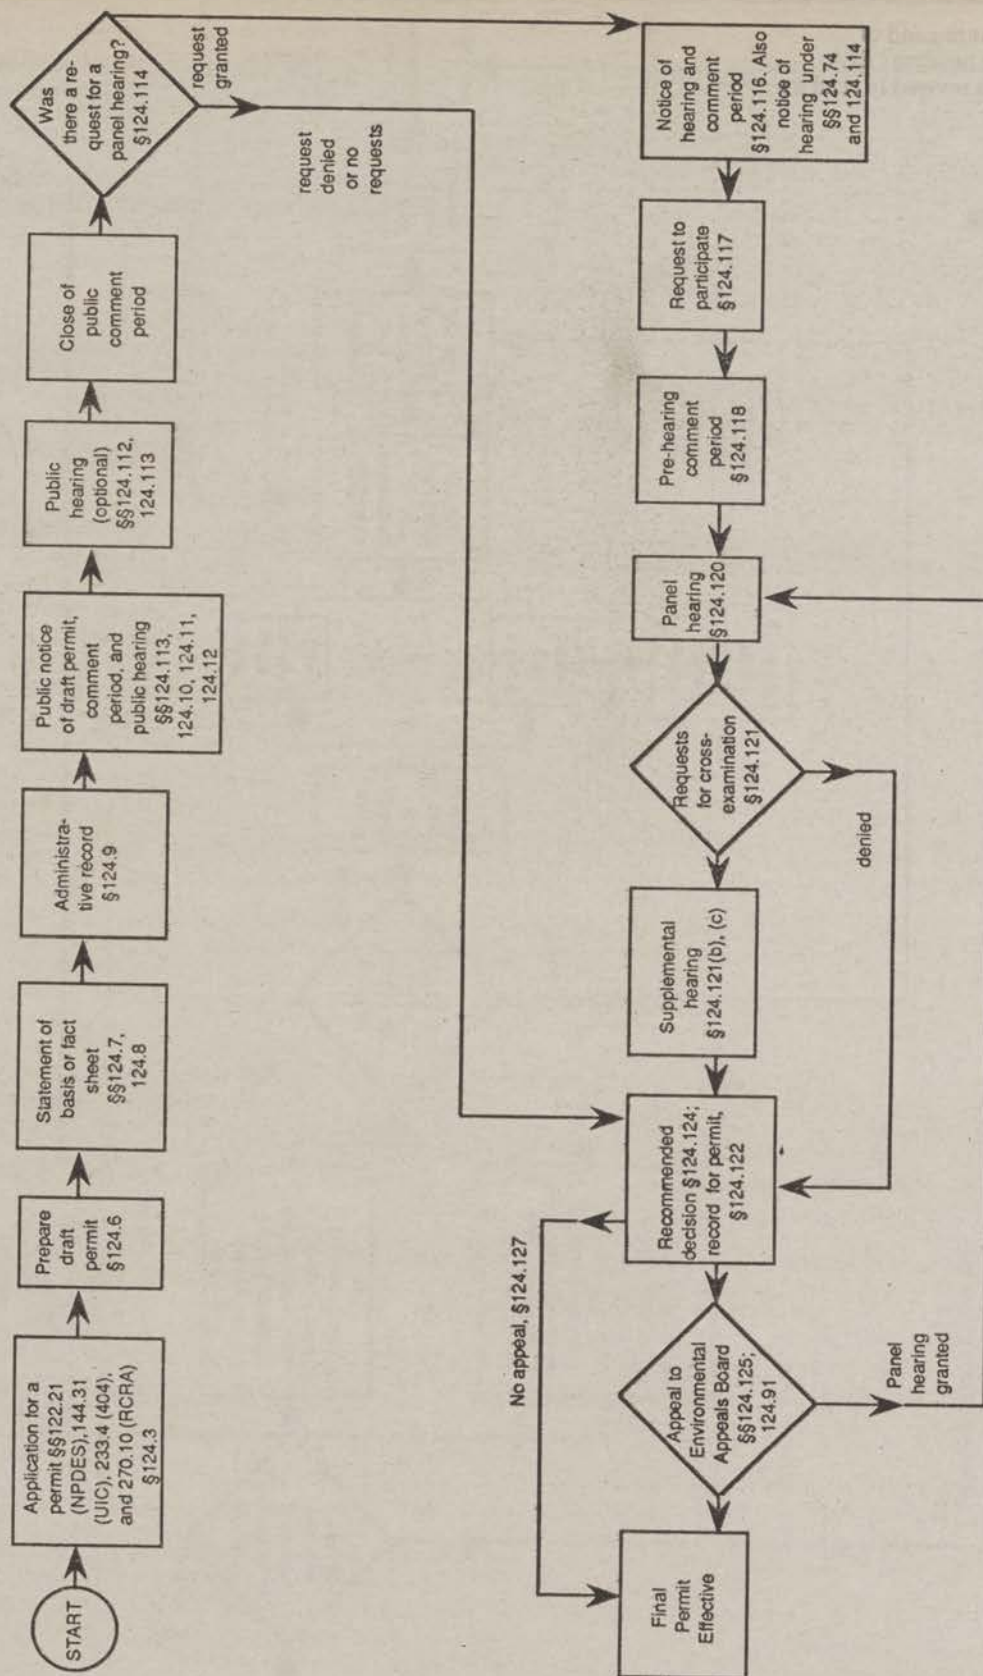 START
Application for a
permit §§122.21
(NPDES),144.31
(UIC), 233.4 (404),
and 270.10 (RCRA)
§124.3
Prepare
draft
permit
§124.6
Statement of
basis or fact
sheet
§§124.7,
124.8
Administra-
tive record
§124.9
Public notice
of draft permit,
comment
period, and
public hearing
§§124.113,
124.10, 124.11,
124.12
Public
hearing
(optional)
§§124.112,
124.113
Close of
public
comment
period
Was
there a re-
quest for a
panel hearing?
§124.114
request
granted
request
denied
or no
requests
Notice of
hearing and
comment
period
§124.116. Also
notice of
hearing under
§§124.74
and 124.114
Request to
participate
§124.117
Pre-hearing
comment
period
§124.118
Panel
hearing
§124.120
Requests
for cross-
examination
§124.121
denied
Supplemental
hearing
§124.121(b), (c)
Recommended
decision §124.124;
record for permit,
§124.122
No appeal, §124.127
Appeal to
Environmental
Appeals Board
§§124.125;
124.91
Panel
hearing
granted
Final
Permit
Effective